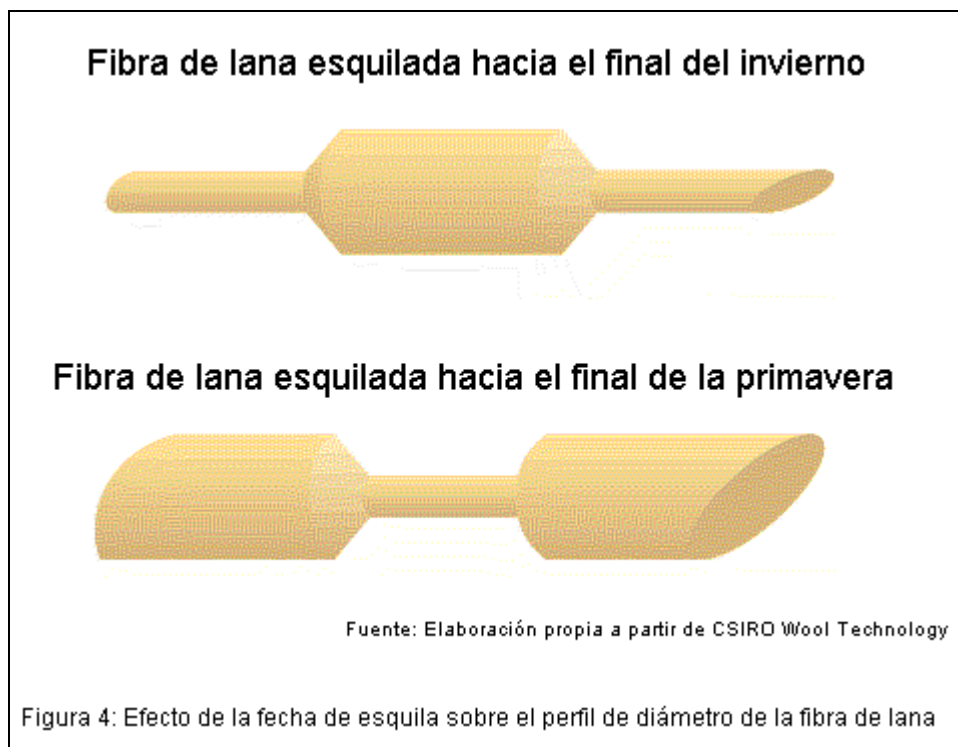 Fibra de lana esquilada hacia el final del invierno
Fibra de lana esquilada hacia el final de la primavera
Fuente: Elaboración propia a partir de CSIRO Wool Technology
Figura 4: Efecto de la fecha de esquila sobre el perfil de diámetro de la fibra de lana